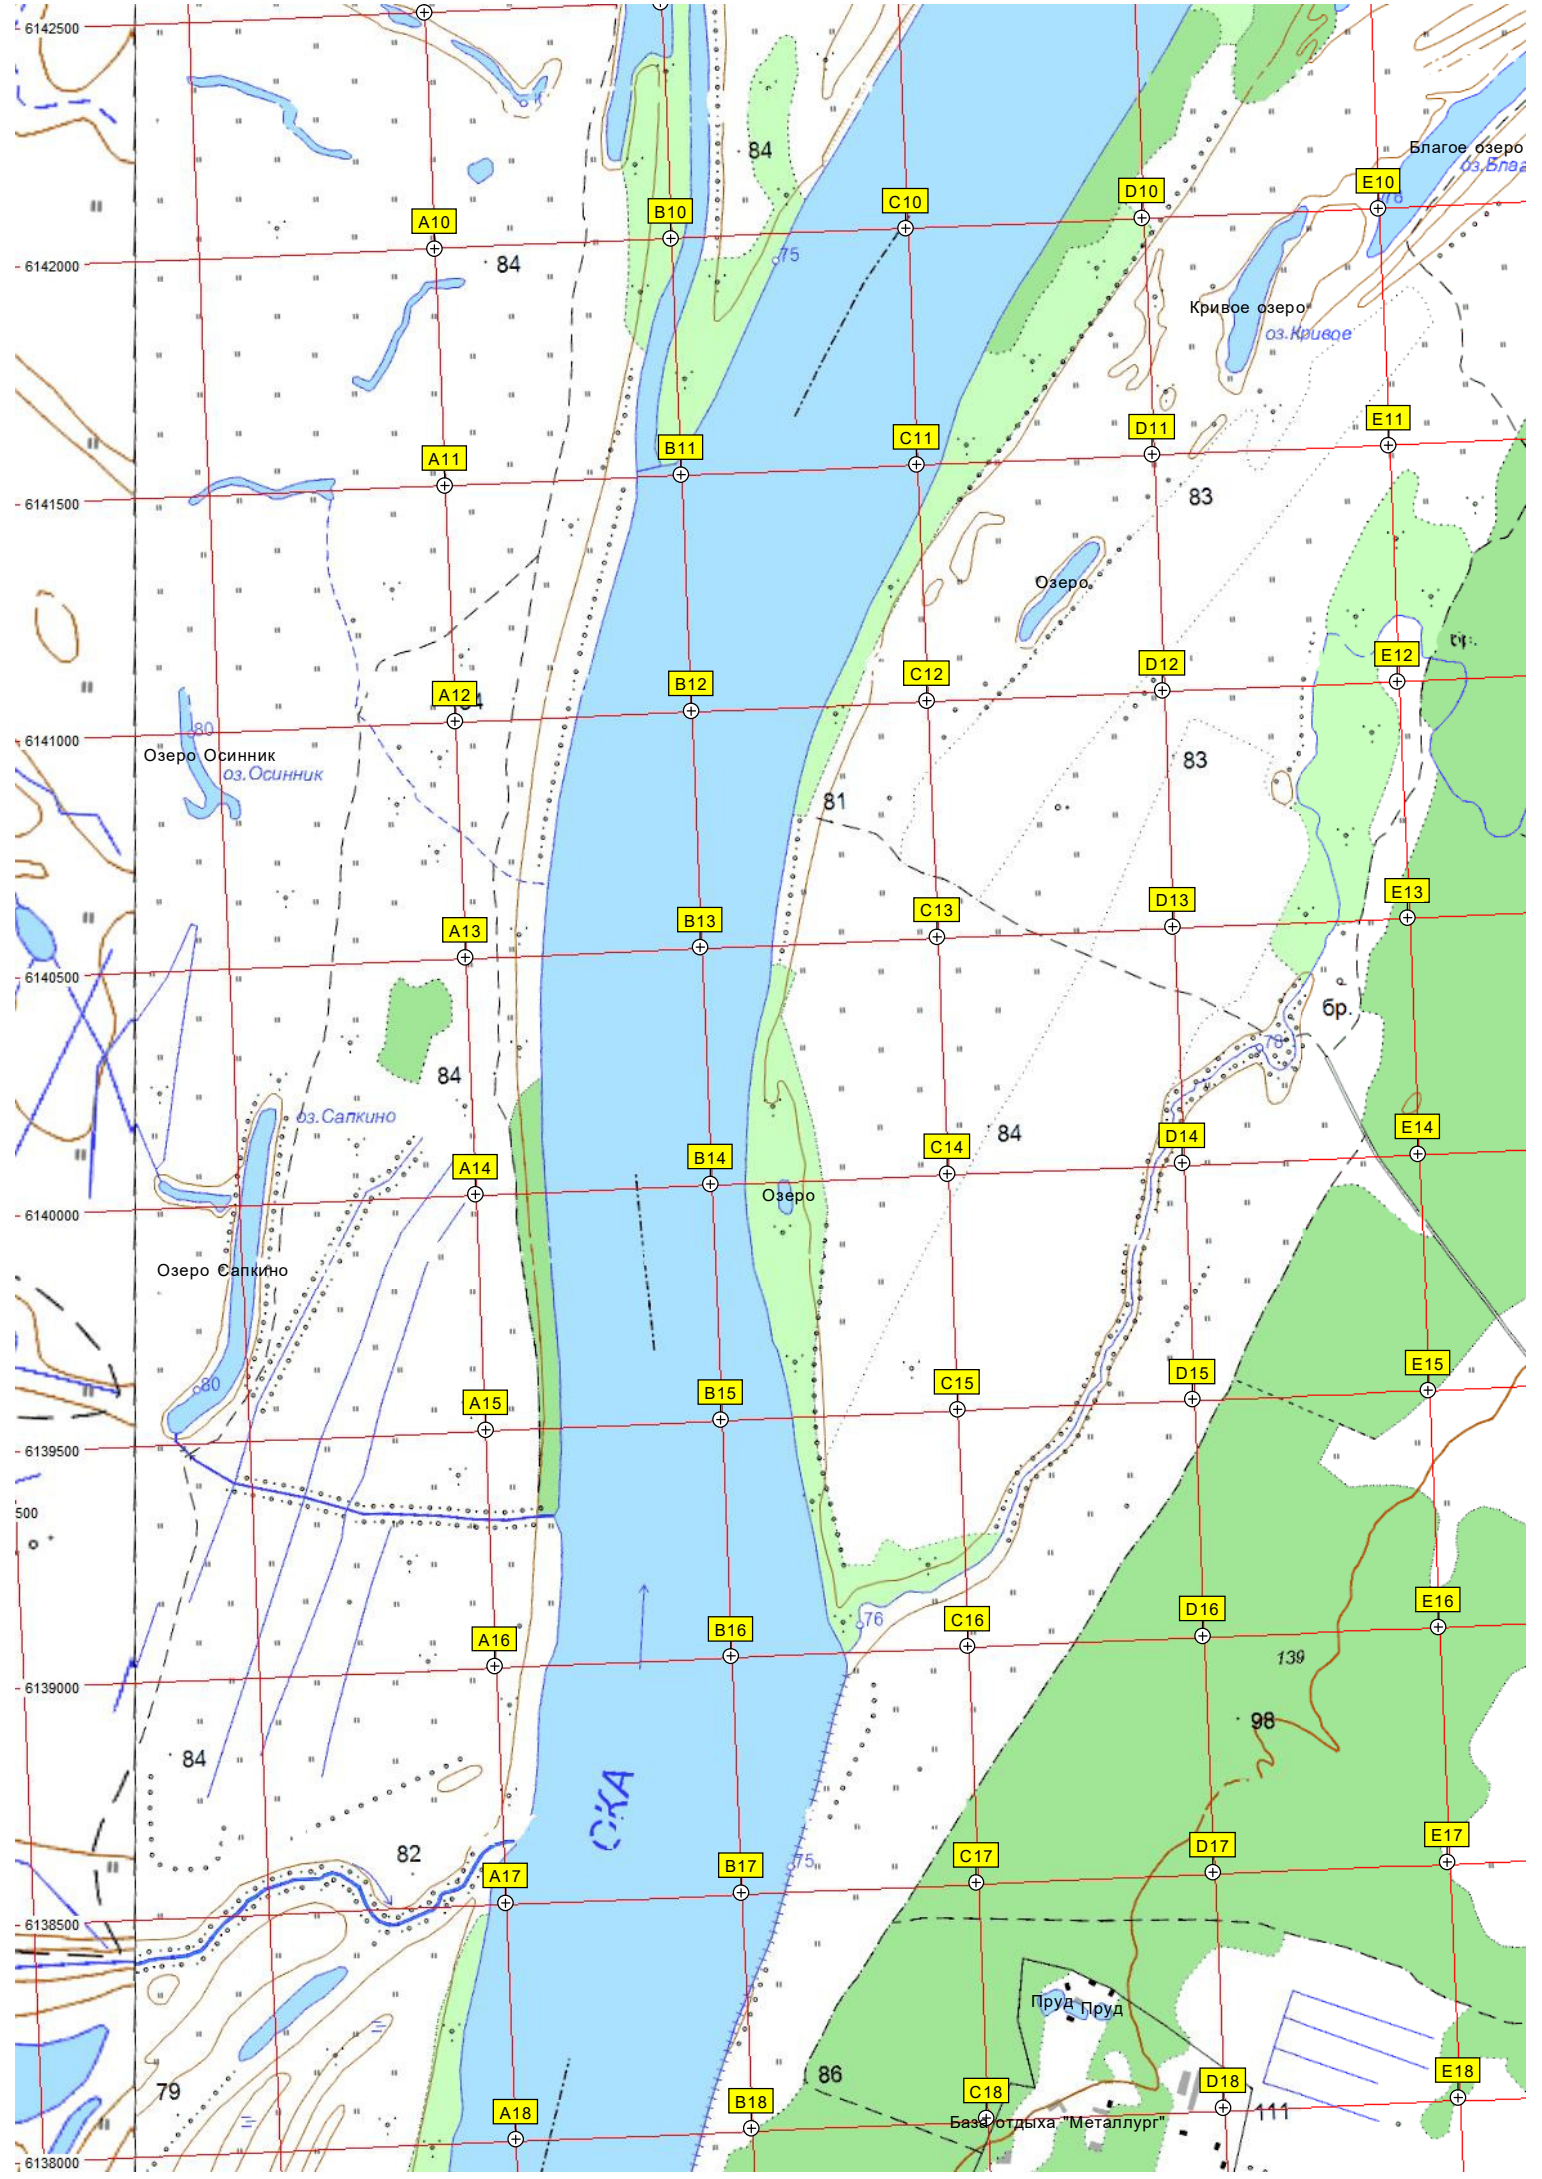 6142500
84
Благое озеро
оз.Благ
E10
78
D10
C10
B10
A10
75
84
6142000
Кривое озеро
оз.Кривое
E11
D11
C11
B11
A11
83
6141500
Озеро
E12
D12
C12
B12
A12
80
6141000
Озеро Осинник
оз.Осинник
83
81
E13
D13
C13
B13
A13
6140500
бр.
78
84
оз.Сапкино
84
E14
D14
C14
B14
A14
Озеро
6140000
Озеро Сапкино
E15
D15
C15
B15
A15
80
6139500
500
E16
D16
C16
B16
A16
76
139
6139000
98
84
ОКА
82
E17
D17
C17
B17
A17
75
6138500
Пруд Пруд
86
79
E18
D18
C18
B18
A18
111
База отдыха "Металлург"
6138000